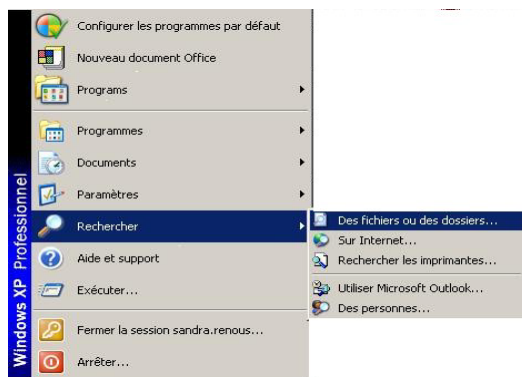 Configurer les programmes par défaut
Nouveau document Office
Programs
Programmes
Documents
Paramètres
Rechercher
Aide et support
Exécuter...
Fermer la session sandra.renous...
Arrêter...
Des fichiers ou des dossiers...
Sur Internet...
Rechercher les imprimantes...
Utiliser Microsoft Outlook...
Des personnes...
Windows XP Professionnel